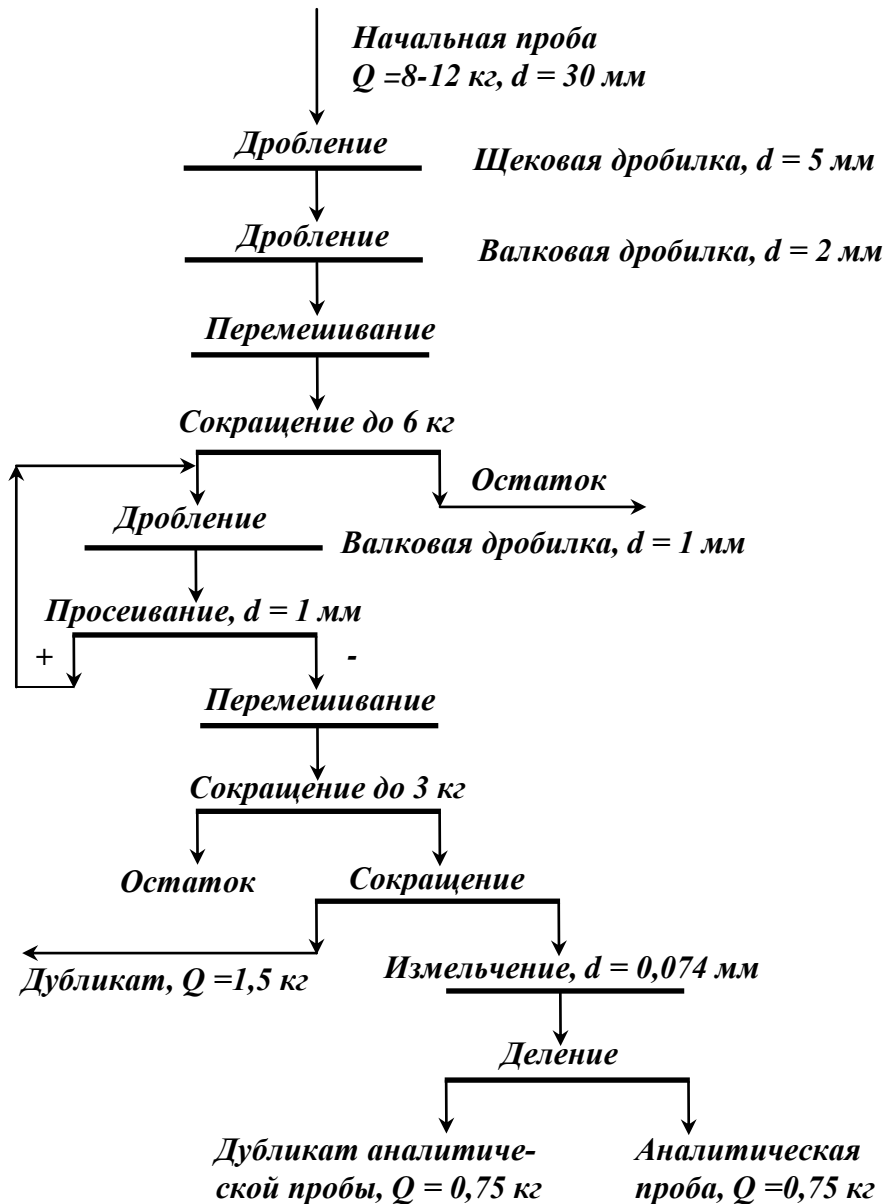 Начальная проба
Q =8-12 кг, d = 30 мм
Дробление
Щековая дробилка, d = 5 мм
Дробление
Валковая дробилка, d = 2 мм
Перемешивание
Сокращение до 6 кг
Остаток
Дробление
Валковая дробилка, d = 1 мм
Просеивание, d = 1 мм
+ -
Перемешивание
Сокращение до 3 кг
Остаток
Сокращение
Дубликат, Q =1,5 кг
Измельчение, d = 0,074 мм
Деление
Дубликат аналитиче-
ской пробы, Q = 0,75 кг
Аналитическая
проба, Q =0,75 кг